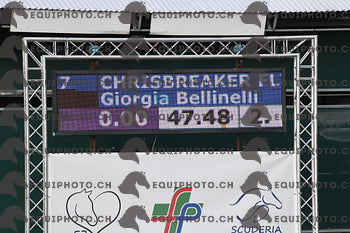 EQUIPHOTO.CH EQUIPHOTO.CH EQUIPHOTO.CH
7 CHRISBREAKER FL
Giorgia Bellinelli
0.00 47.48 2.
EQUIPHOTO.CH EQUIPHOTO.CH EQUIPHOTO.CH
SCUDERIA